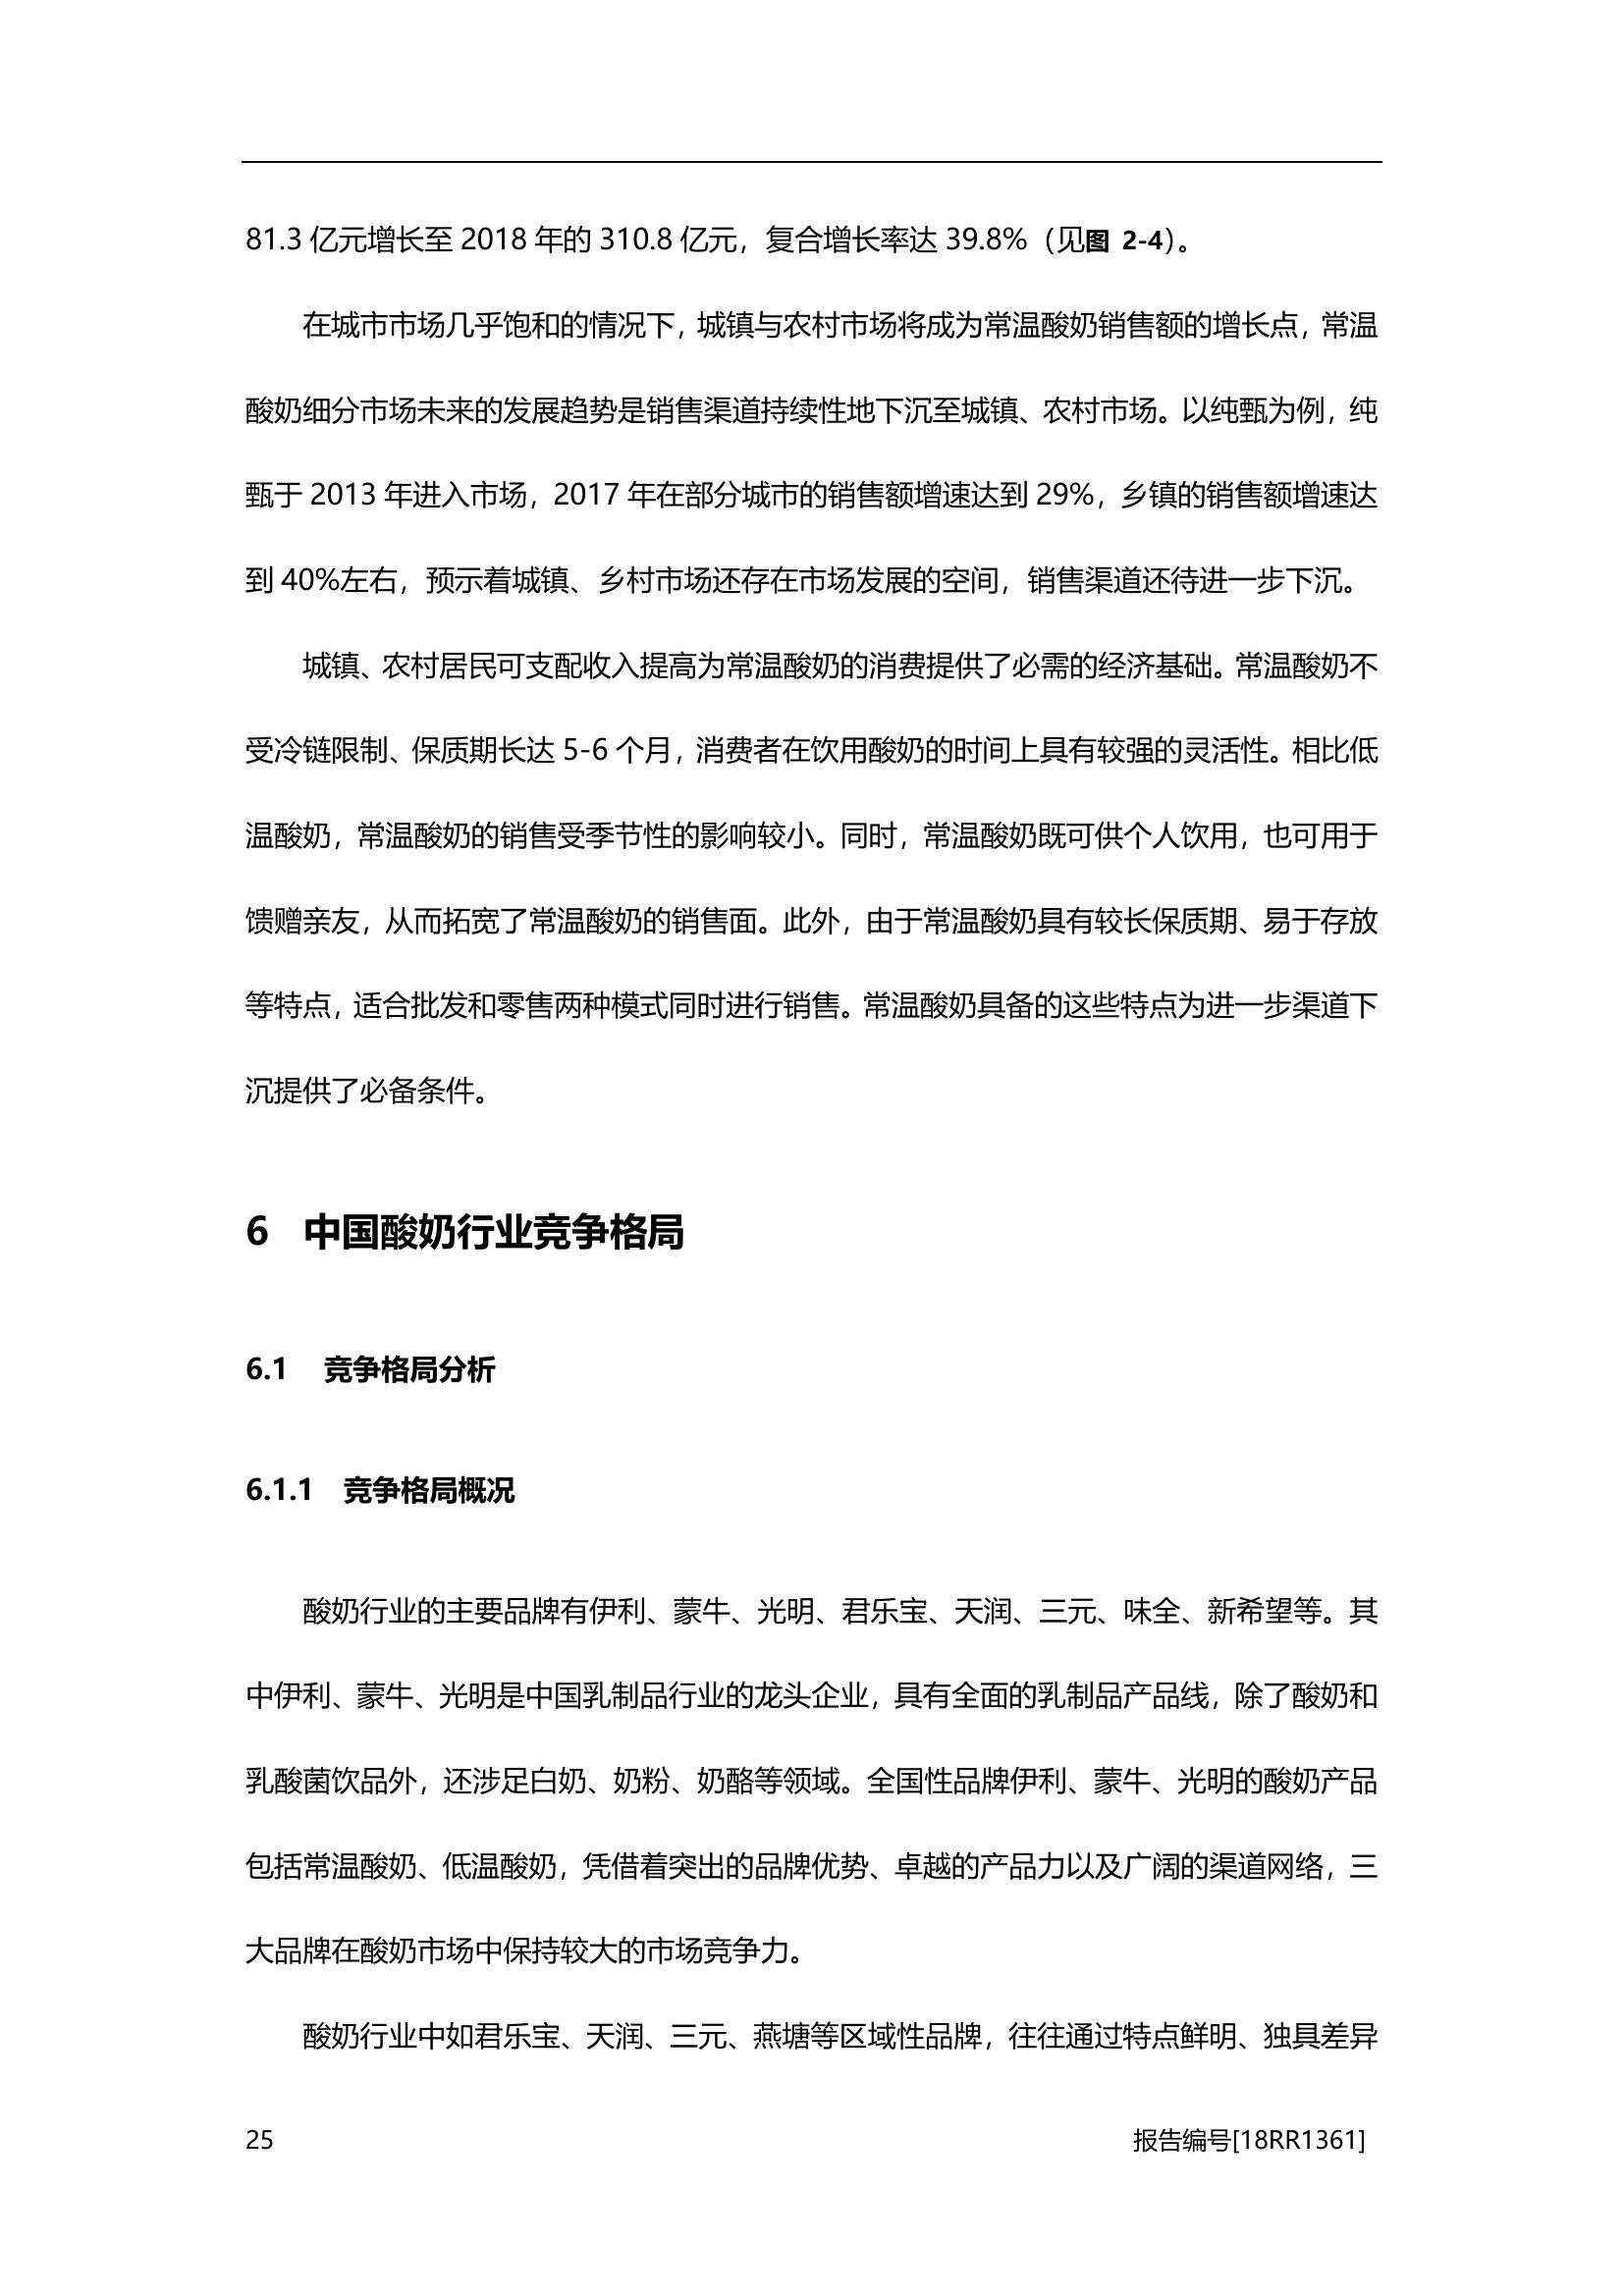 81.3 亿元增长至 2018 年的 310.8 亿元，复合增长率达 39.8%（见图 2-4）。
在城市市场几乎饱和的情况下，城镇与农村市场将成为常温酸奶销售额的增长点，常温
酸奶细分市场未来的发展趋势是销售渠道持续性地下沉至城镇、农村市场。以纯甄为例，纯
甄于 2013 年进入市场，2017 年在部分城市的销售额增速达到 29%，乡镇的销售额增速达
到 40%左右，预示着城镇、乡村市场还存在市场发展的空间，销售渠道还待进一步下沉。
城镇、农村居民可支配收入提高为常温酸奶的消费提供了必需的经济基础。常温酸奶不
受冷链限制、保质期长达 5-6 个月，消费者在饮用酸奶的时间上具有较强的灵活性。相比低
温酸奶，常温酸奶的销售受季节性的影响较小。同时，常温酸奶既可供个人饮用，也可用于
馈赠亲友，从而拓宽了常温酸奶的销售面。此外，由于常温酸奶具有较长保质期、易于存放
等特点，适合批发和零售两种模式同时进行销售。常温酸奶具备的这些特点为进一步渠道下
沉提供了必备条件。
6 中国酸奶行业竞争格局
6.1 竞争格局分析
6.1.1 竞争格局概况
酸奶行业的主要品牌有伊利、蒙牛、光明、君乐宝、天润、三元、味全、新希望等。其
中伊利、蒙牛、光明是中国乳制品行业的龙头企业，具有全面的乳制品产品线，除了酸奶和
乳酸菌饮品外，还涉足白奶、奶粉、奶酪等领域。全国性品牌伊利、蒙牛、光明的酸奶产品
包括常温酸奶、低温酸奶，凭借着突出的品牌优势、卓越的产品力以及广阔的渠道网络，三
大品牌在酸奶市场中保持较大的市场竞争力。
酸奶行业中如君乐宝、天润、三元、燕塘等区域性品牌，往往通过特点鲜明、独具差异
25 报告编号[18RR1361]